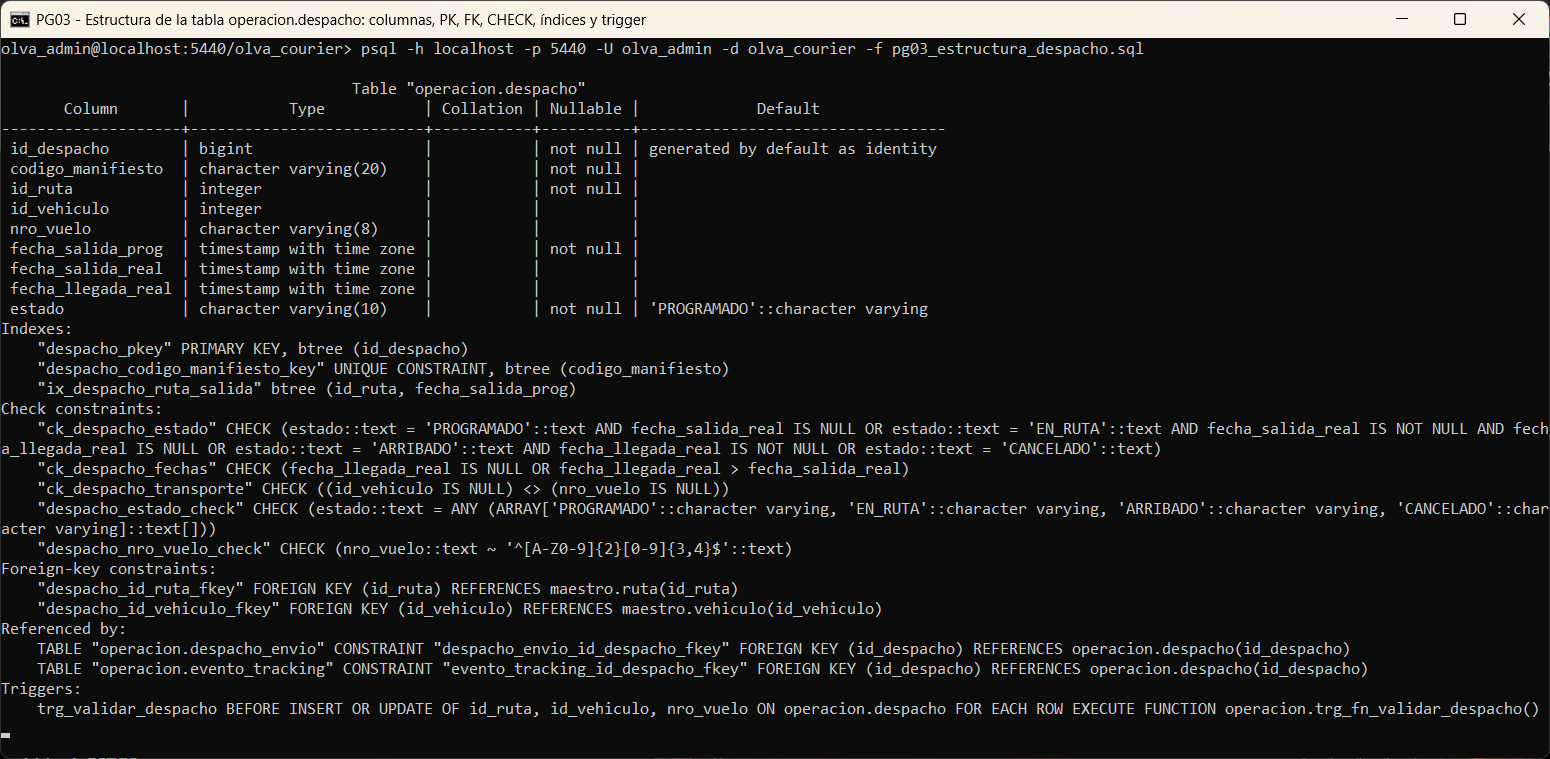 PG03 - Estructura de la tabla operacion.despacho: columnas, PK, FK, CHECK, índices y trigger
olva_admin@localhost:5440/olva_courier> psql -h localhost -p 5440 -U olva_admin -d olva_courier -f pg03_estructura_despacho.sql
Table "operacion.despacho"
Column | Type | Collation | Nullable | Default
--------------------+--------------------------+-----------+----------+----------------------------------
id_despacho | bigint | | not null | generated by default as identity
codigo_manifiesto | character varying(20) | | not null |
id_ruta | integer | | not null |
id_vehiculo | integer | | |
nro_vuelo | character varying(8) | | |
fecha_salida_prog | timestamp with time zone | | not null |
fecha_salida_real | timestamp with time zone | | |
fecha_llegada_real | timestamp with time zone | | |
estado | character varying(10) | | not null | 'PROGRAMADO'::character varying
Indexes:
"despacho_pkey" PRIMARY KEY, btree (id_despacho)
"despacho_codigo_manifiesto_key" UNIQUE CONSTRAINT, btree (codigo_manifiesto)
"ix_despacho_ruta_salida" btree (id_ruta, fecha_salida_prog)
Check constraints:
"ck_despacho_estado" CHECK (estado::text = 'PROGRAMADO'::text AND fecha_salida_real IS NULL OR estado::text = 'EN_RUTA'::text AND fecha_salida_real IS NOT NULL AND fech
a_llegada_real IS NULL OR estado::text = 'ARRIBADO'::text AND fecha_llegada_real IS NOT NULL OR estado::text = 'CANCELADO'::text)
"ck_despacho_fechas" CHECK (fecha_llegada_real IS NULL OR fecha_llegada_real > fecha_salida_real)
"ck_despacho_transporte" CHECK ((id_vehiculo IS NULL) <> (nro_vuelo IS NULL))
"despacho_estado_check" CHECK (estado::text = ANY (ARRAY['PROGRAMADO'::character varying, 'EN_RUTA'::character varying, 'ARRIBADO'::character varying, 'CANCELADO'::char
acter varying]::text[]))
"despacho_nro_vuelo_check" CHECK (nro_vuelo::text ~ '^[A-Z0-9]{2}[0-9]{3,4}$'::text)
Foreign-key constraints:
"despacho_id_ruta_fkey" FOREIGN KEY (id_ruta) REFERENCES maestro.ruta(id_ruta)
"despacho_id_vehiculo_fkey" FOREIGN KEY (id_vehiculo) REFERENCES maestro.vehiculo(id_vehiculo)
Referenced by:
TABLE "operacion.despacho_envio" CONSTRAINT "despacho_envio_id_despacho_fkey" FOREIGN KEY (id_despacho) REFERENCES operacion.despacho(id_despacho)
TABLE "operacion.evento_tracking" CONSTRAINT "evento_tracking_id_despacho_fkey" FOREIGN KEY (id_despacho) REFERENCES operacion.despacho(id_despacho)
Triggers:
trg_validar_despacho BEFORE INSERT OR UPDATE OF id_ruta, id_vehiculo, nro_vuelo ON operacion.despacho FOR EACH ROW EXECUTE FUNCTION operacion.trg_fn_validar_despacho()